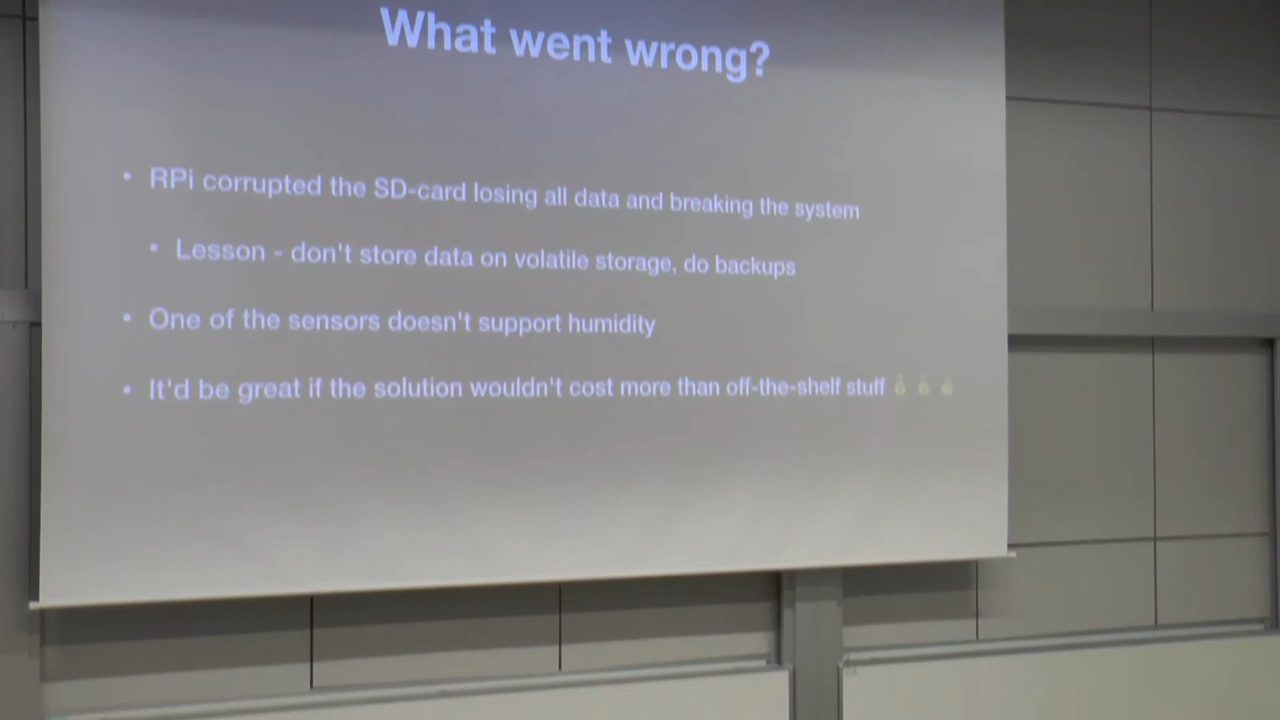 What went wrong?
• RPi corrupted the SD-card losing all data and breaking the system
• Lesson - don't store data on volatile storage, do backups
• One of the sensors doesn't support humidity
• It'd be great if the solution wouldn't cost more than off-the-shelf stuff 💰 💰 💰